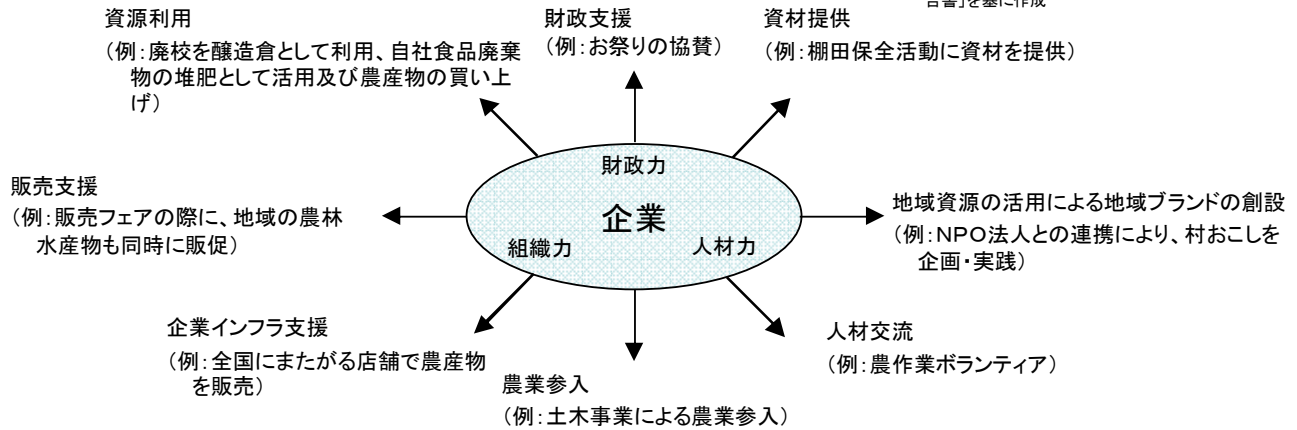 告書」を基に作成
資源利用
（例：廃校を醸造倉として利用、自社食品廃棄
物の堆肥として活用及び農産物の買い上
げ）
財政支援
（例：お祭りの協賛）
資材提供
（例：棚田保全活動に資材を提供）
販売支援
（例：販売フェアの際に、地域の農林
水産物も同時に販促）
財政力
企業
組織力
人材力
地域資源の活用による地域ブランドの創設
（例：NPO法人との連携により、村おこしを
企画・実践）
企業インフラ支援
（例：全国にまたがる店舗で農産物
を販売）
農業参入
（例：土木事業による農業参入）
人材交流
（例：農作業ボランティア）